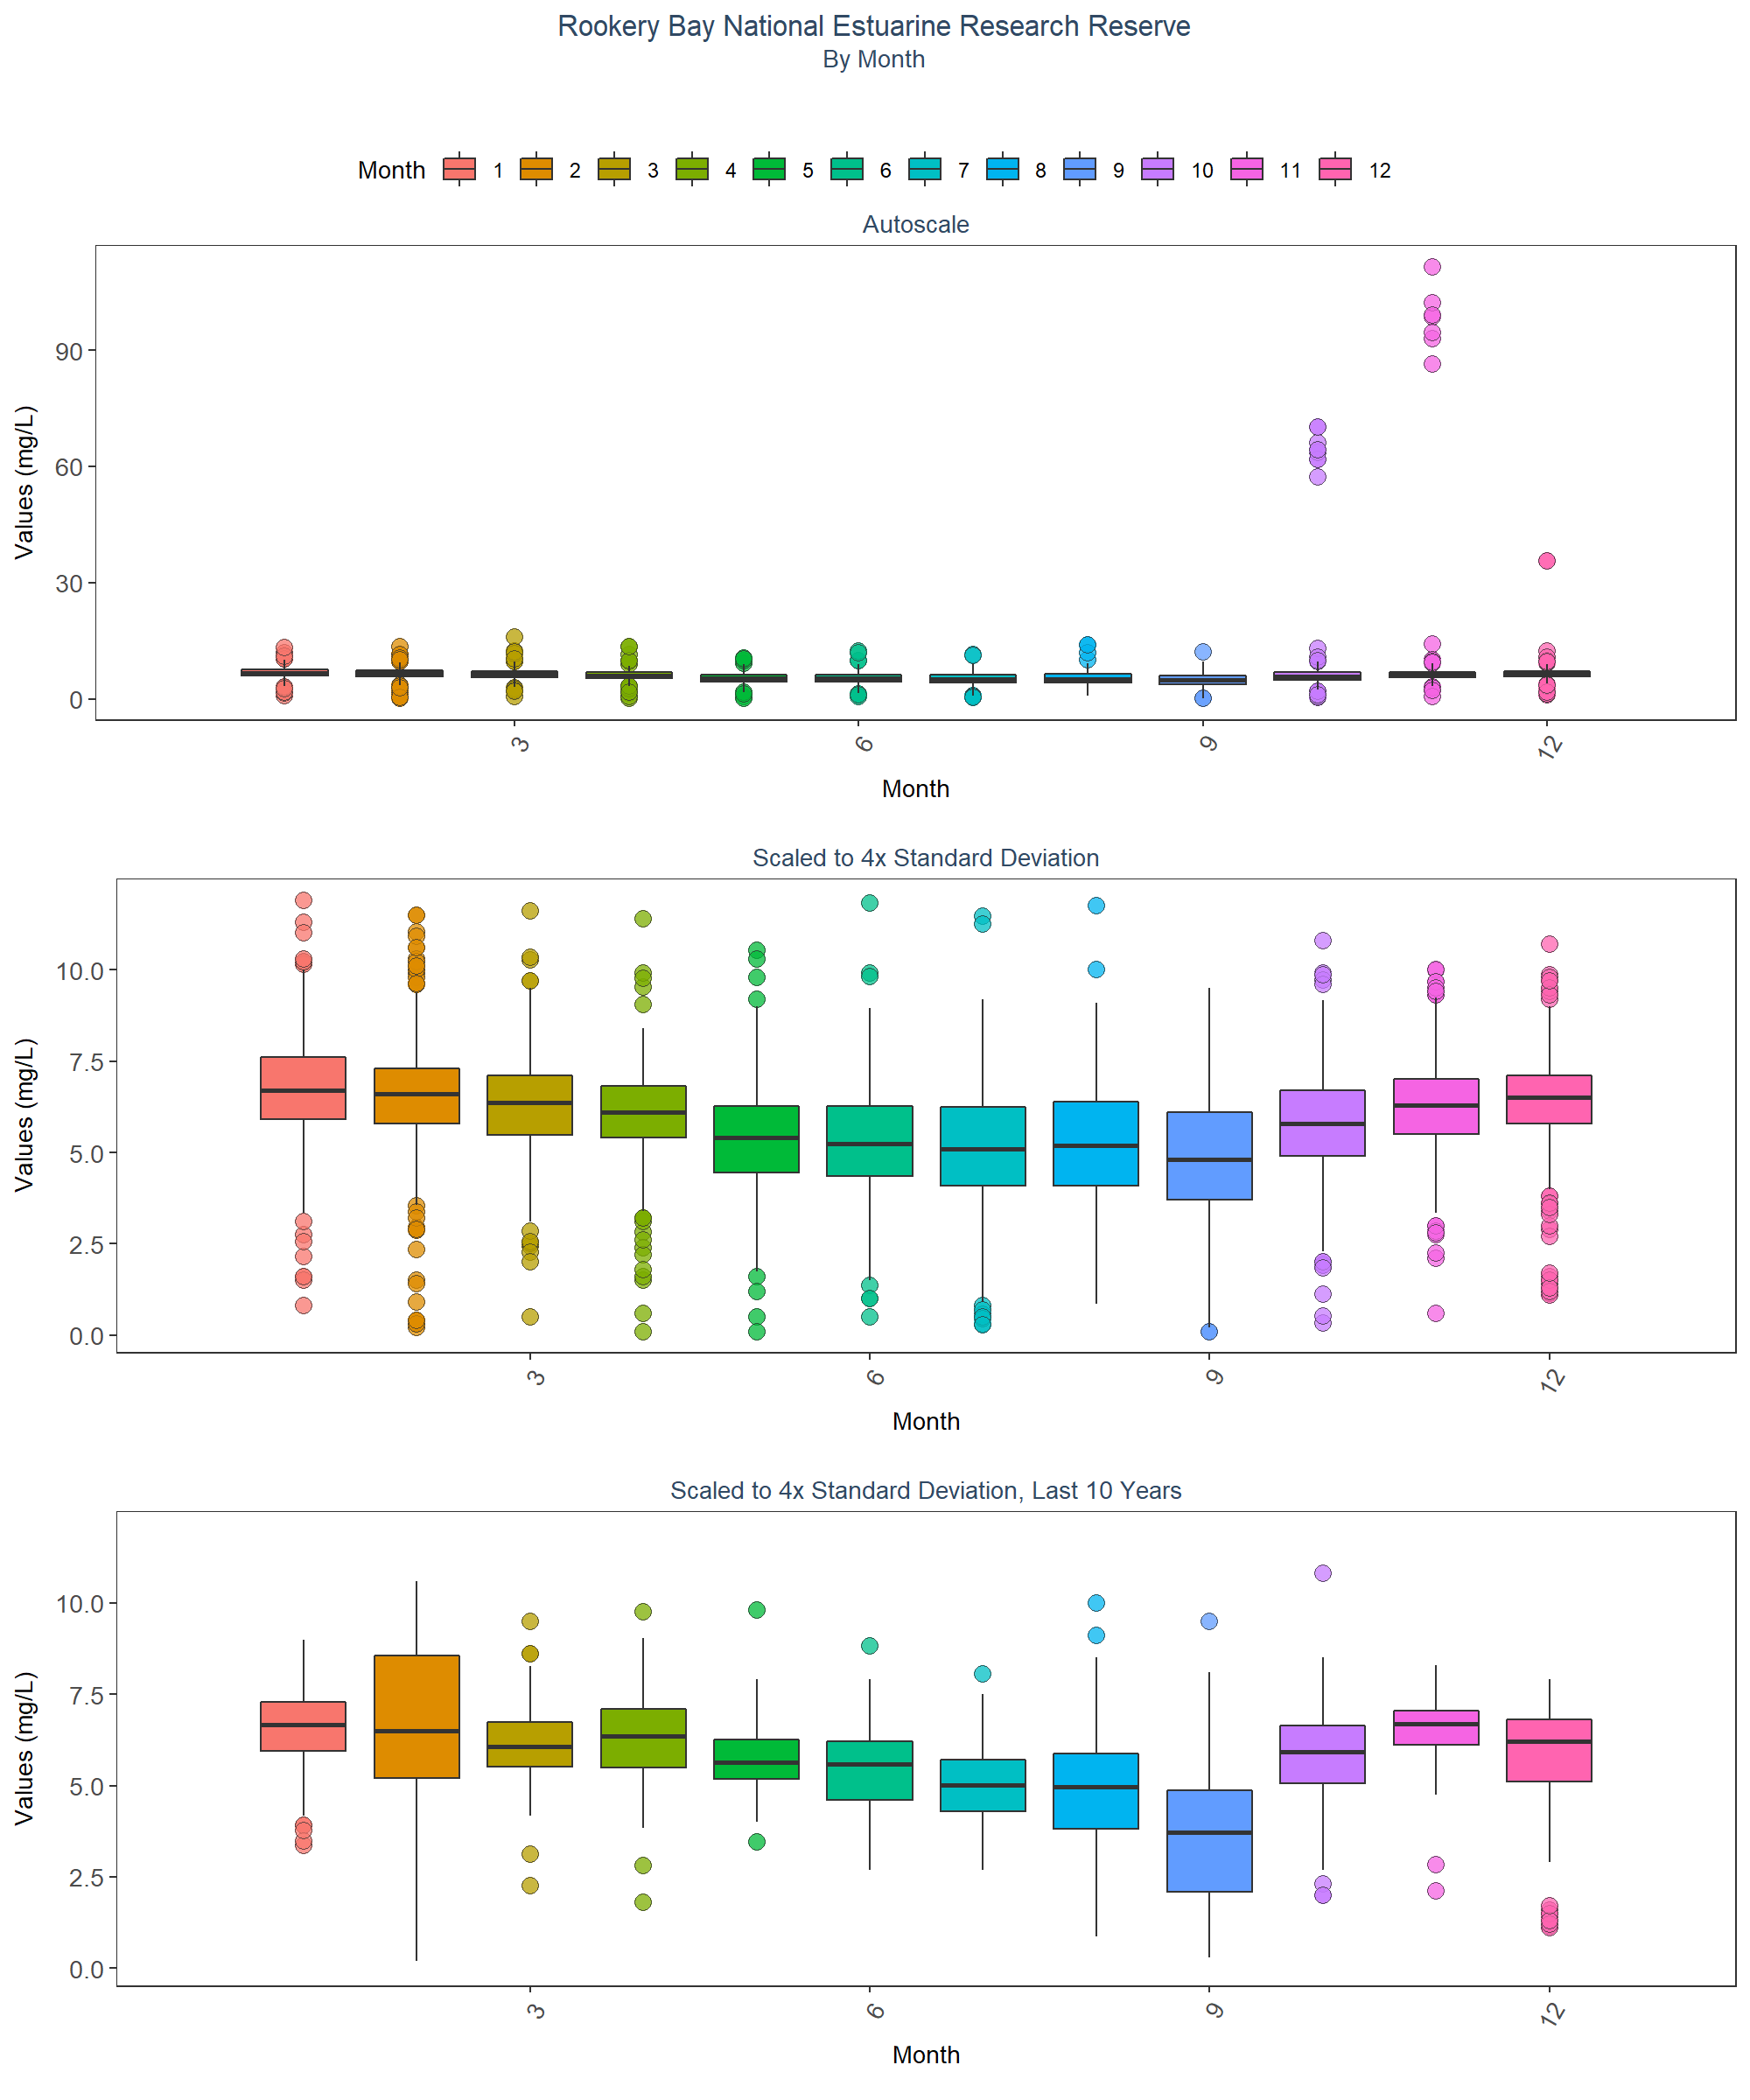 Rookery Bay National Estuarine Research Reserve
By Month
Month 1 2 3 4 5 6 7 8 9 10 11 12
Autoscale
Values (mg/L)
90
60
30
0
3 6 9 12
Month
Scaled to 4x Standard Deviation
Values (mg/L)
10.0
7.5
5.0
2.5
0.0
3 6 9 12
Month
Scaled to 4x Standard Deviation, Last 10 Years
Values (mg/L)
10.0
7.5
5.0
2.5
0.0
3 6 9 12
Month